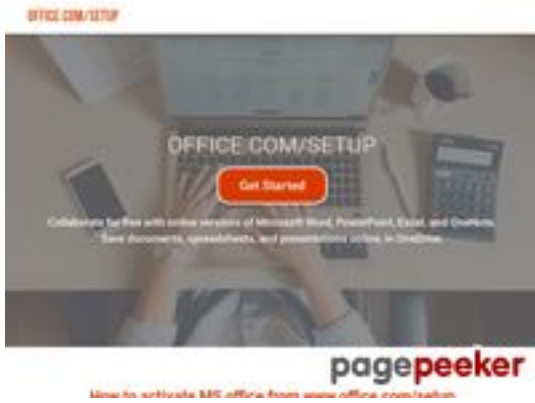 OFFICE.COM/SETUP
OFFICE COM/SETUP
Get Started
Collaborate for free with online versions of Microsoft Word, PowerPoint, Excel, and OneNote.
Save documents, spreadsheets, and presentations online, in OneDrive.
pagepeeker
How to activate MS office from www.office.com/setup